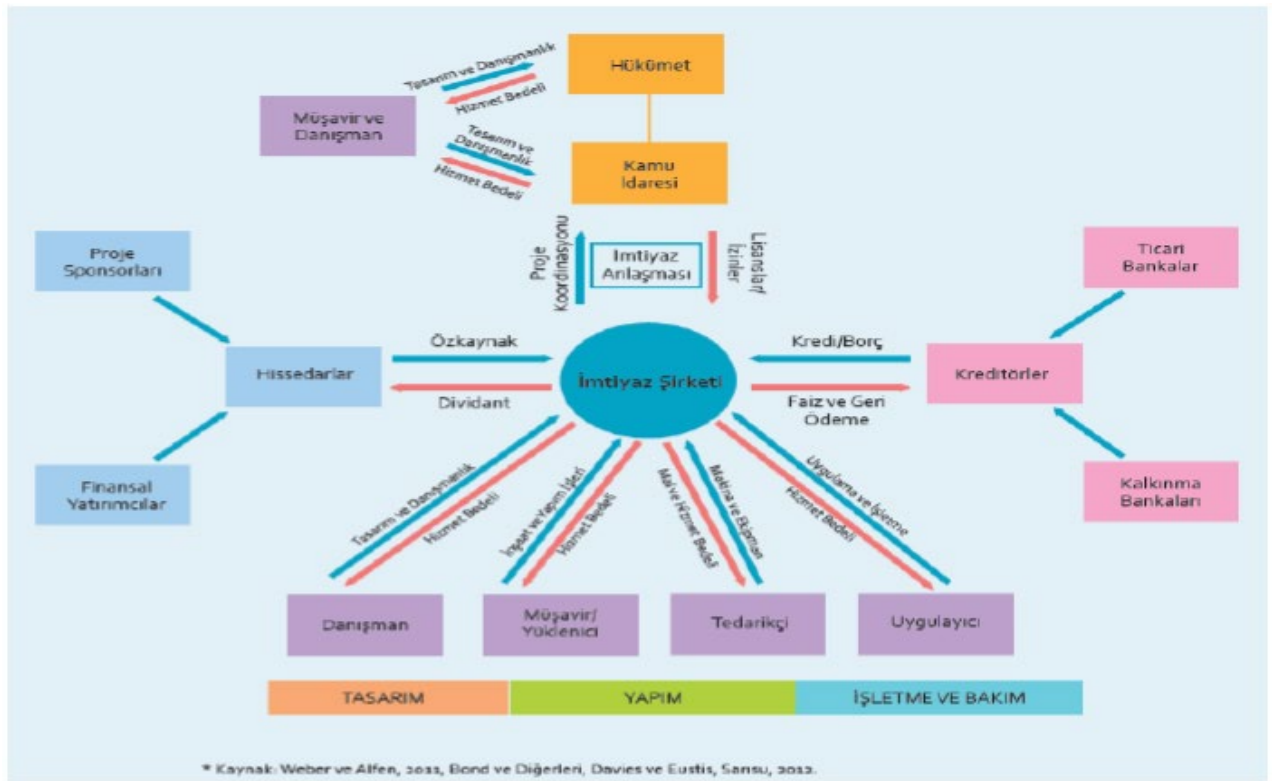 Tasarım ve Danışmanlık
Hizmet Bedeli
Hükûmet
Müşavir ve
Danışman
Tasarım ve
Danışmanlık
Hizmet Bedeli
Kamu
İdaresi
Proje
Koordinasyonu
İmtiyaz
Anlaşması
Lisanslar/
İzinler
Proje
Sponsorları
Ticari
Bankalar
Hissedarlar
Özkaynak
Dividant
İmtiyaz Şirketi
Kredi/Borç
Faiz ve Geri
Ödeme
Kreditörler
Finansal
Yatırımcılar
Kalkınma
Bankaları
Tasarım ve Danışmanlık
Hizmet Bedeli
İnşaat ve Yapım İşleri
Hizmet Bedeli
Mal ve Hizmet Bedeli
Makina ve Ekipman
Uygulama ve İşletme
Hizmet Bedeli
Danışman
Müşavir/
Yüklenici
Tedarikçi
Uygulayıcı
TASARIM
YAPIM
İŞLETME VE BAKIM
* Kaynak: Weber ve Alfen, 2011, Bond ve Diğerleri, Davies ve Eustis, Sarısu, 2012.